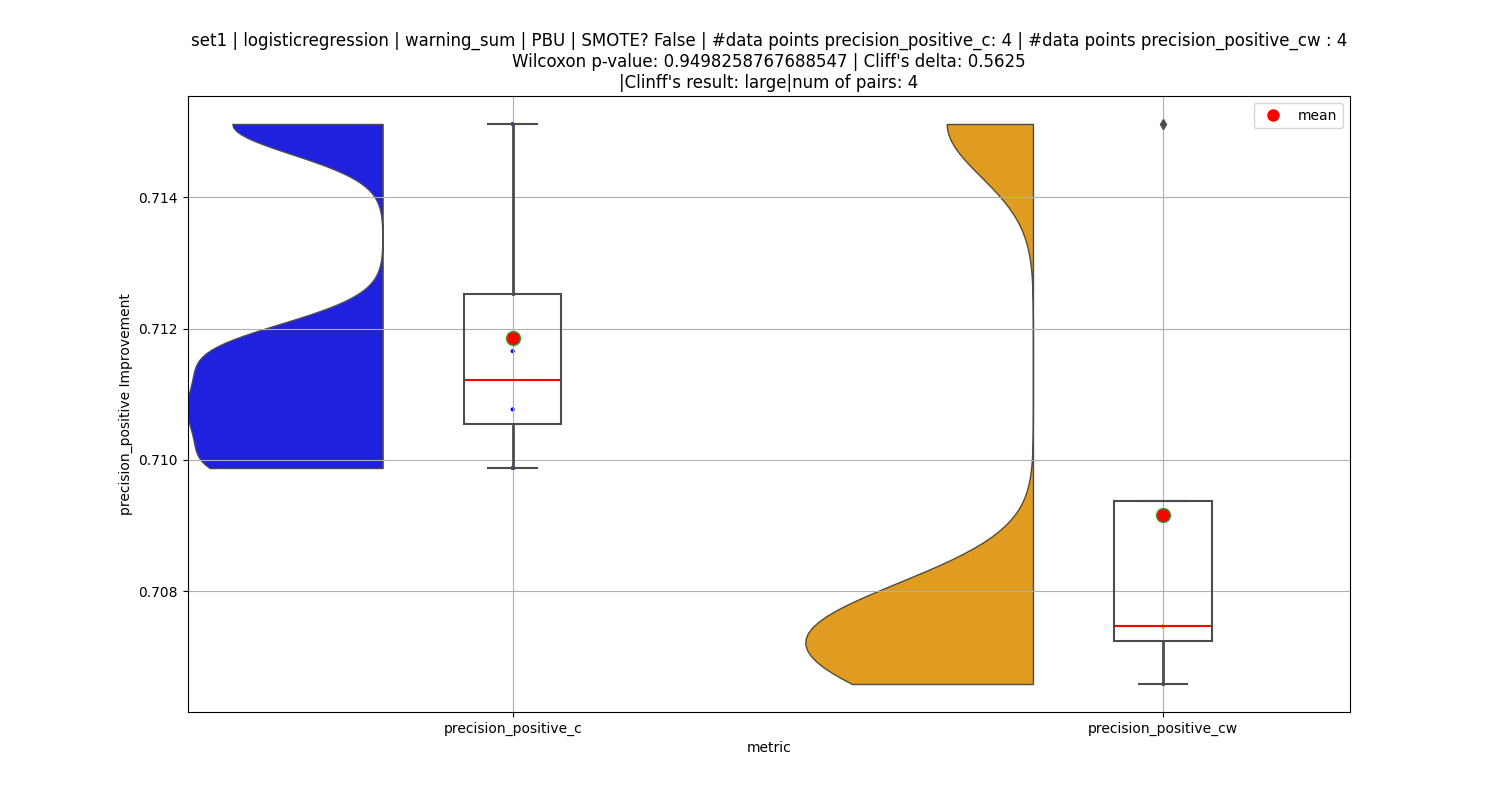 set1 | logisticregression | warning_sum | PBU | SMOTE? False | #data points precision_positive_c: 4 | #data points precision_positive_cw : 4
Wilcoxon p-value: 0.9498258767688547 | Cliff's delta: 0.5625
|Clinff's result: large|num of pairs: 4
mean
0.714
0.712
0.710
0.708
precision_positive Improvement
precision_positive_c
precision_positive_cw
metric